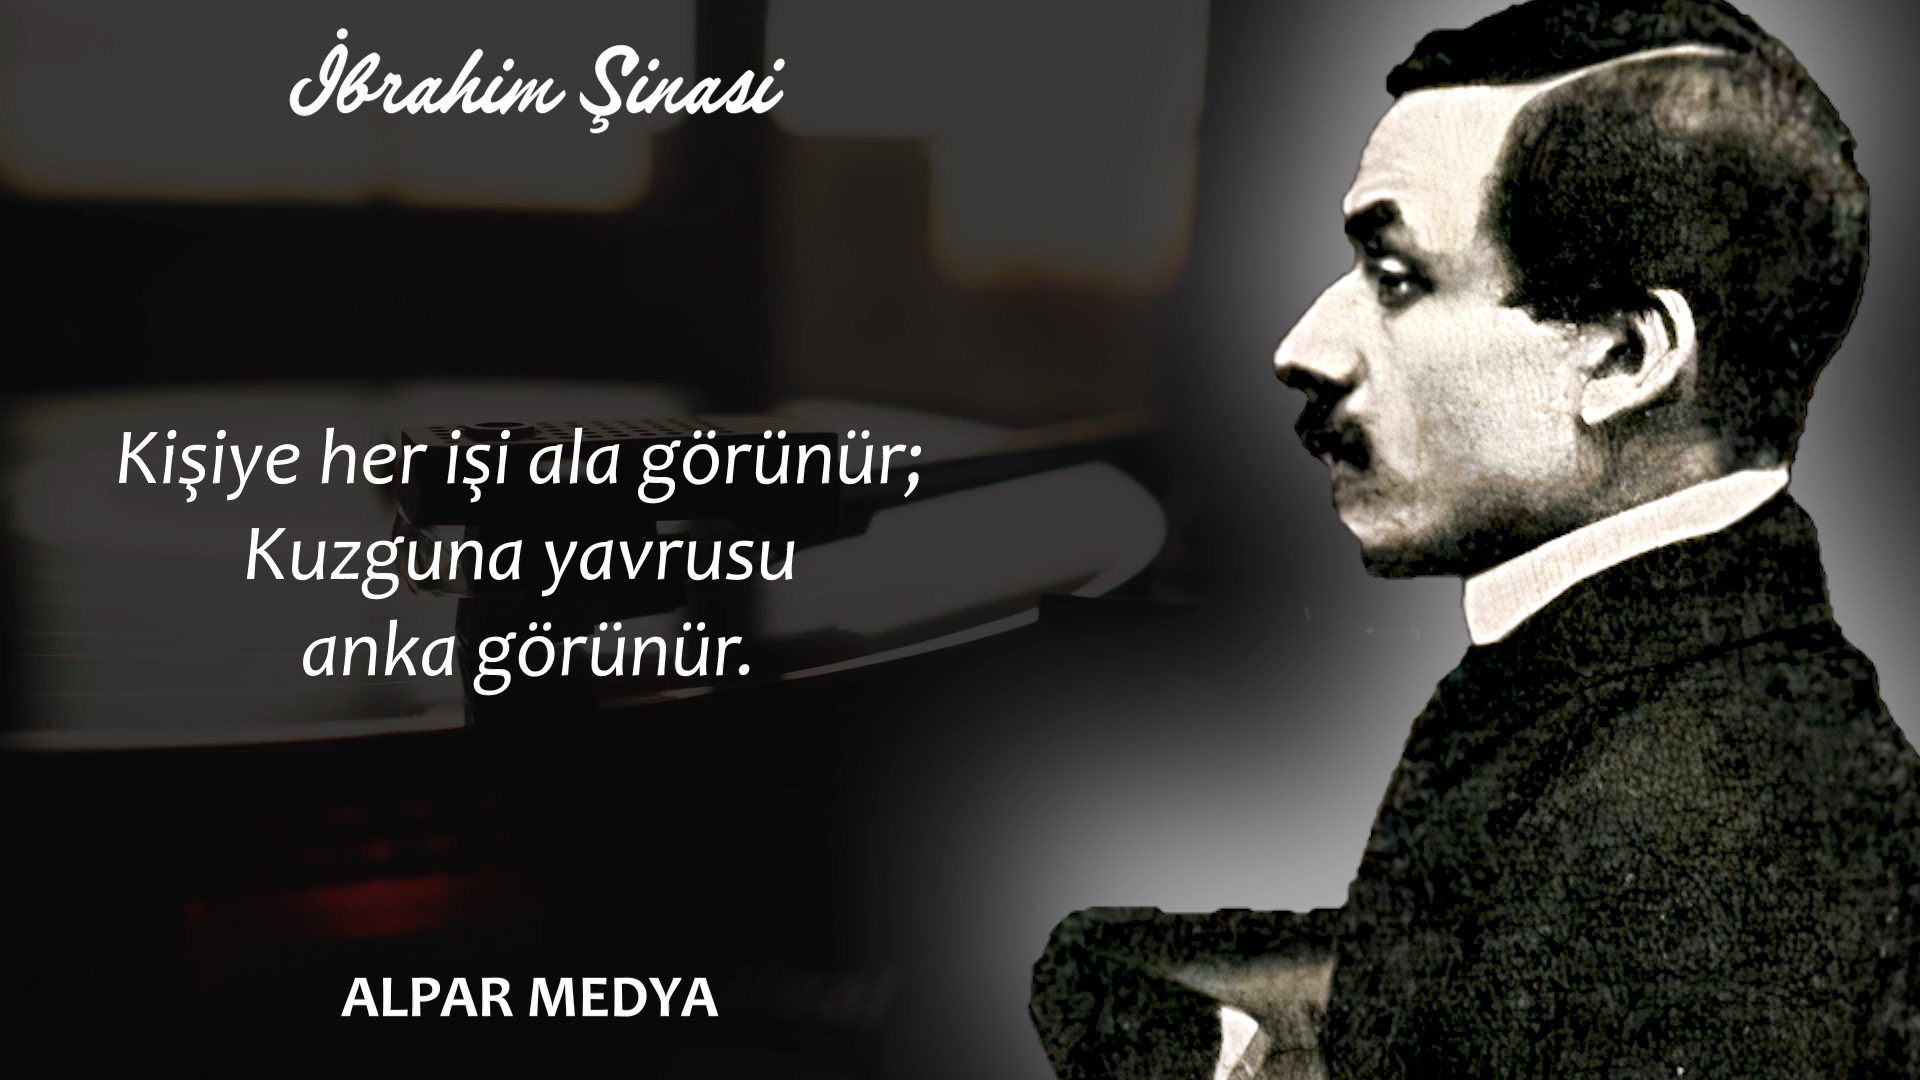 İbrahim Şinasi
Kişiye her işi ala görünür;
Kuzguna yavrusu
anka görünür.
ALPAR MEDYA